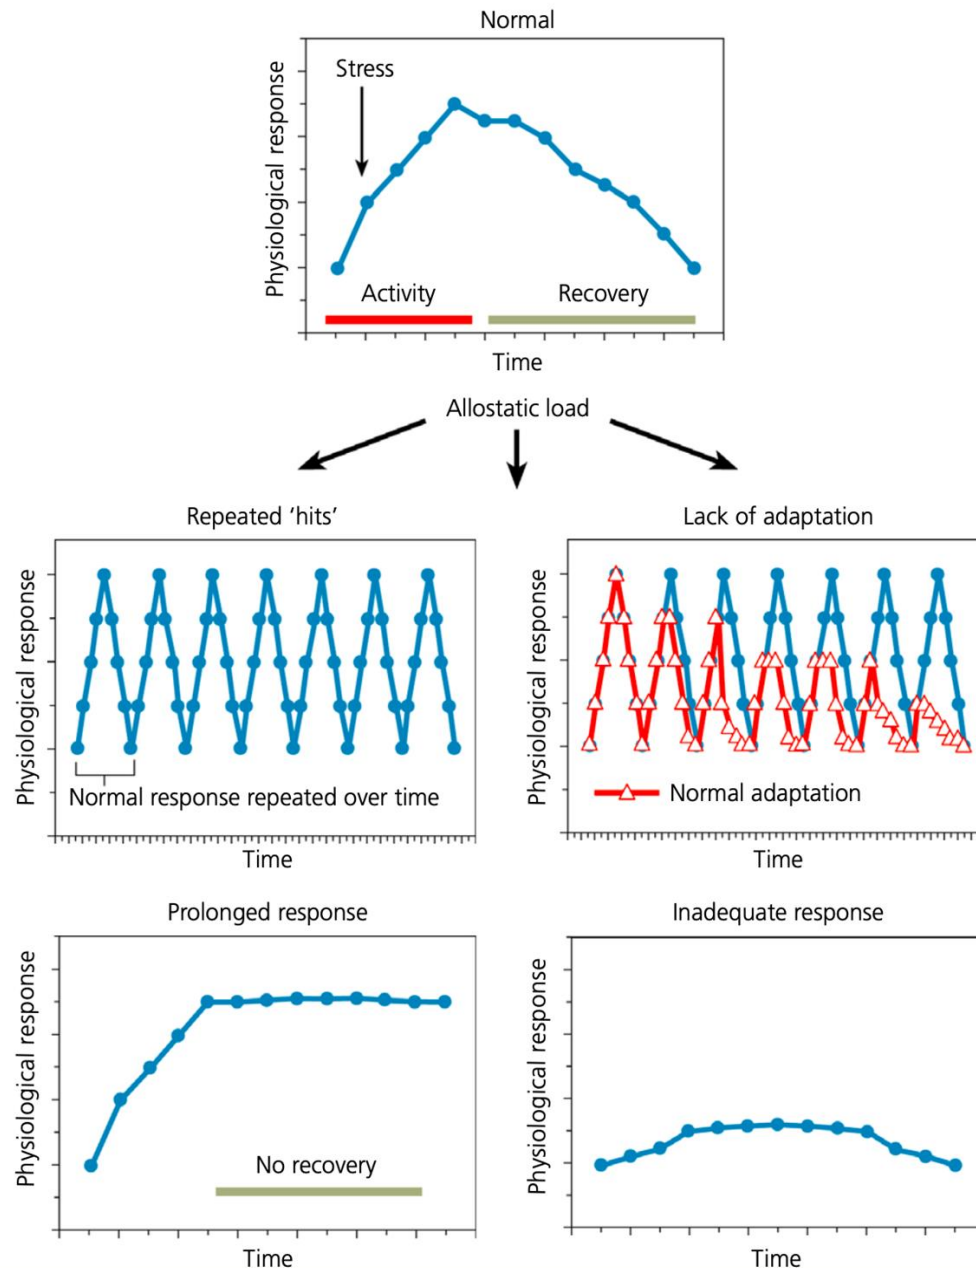 Normal
Stress
Physiological response
Activity
Recovery
Time
Allostatic load
Repeated ‘hits’
Physiological response
Normal response repeated over time
Time
Lack of adaptation
Physiological response
Normal adaptation
Time
Prolonged response
Physiological response
No recovery
Time
Inadequate response
Physiological response
Time